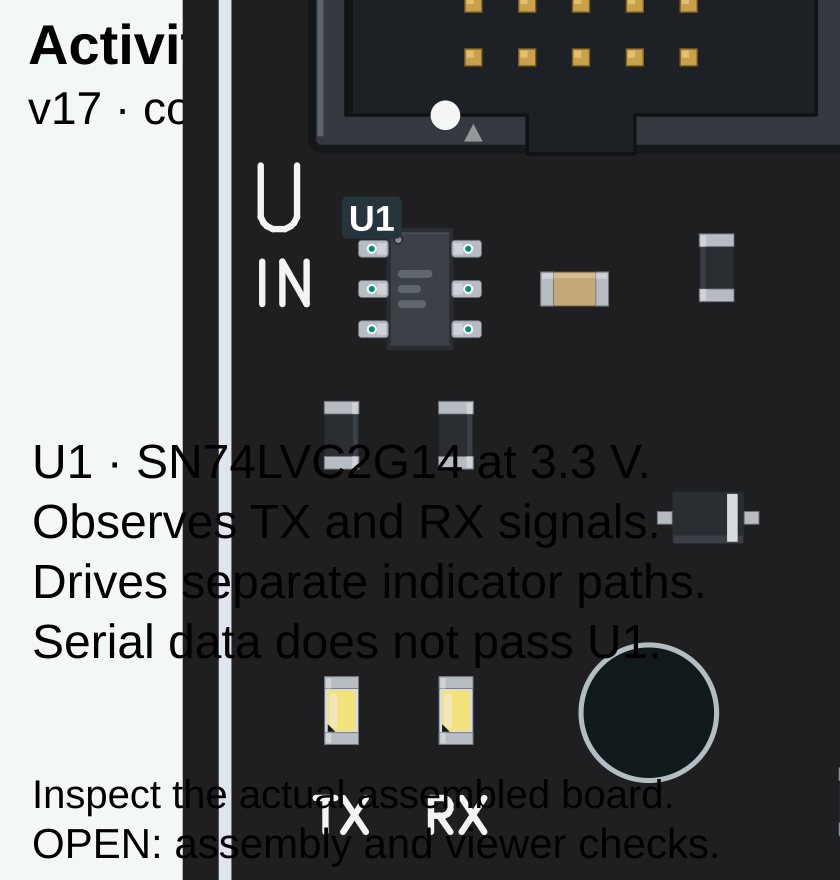 Activi
v17 · co
U
U1
IN
U1 · SN74LVC2G14 at 3.3 V.
Observes TX and RX signals.
Drives separate indicator paths.
Serial data does not pass U1.
Inspect the actual assembled board.
TX RX
OPEN: assembly and viewer checks.